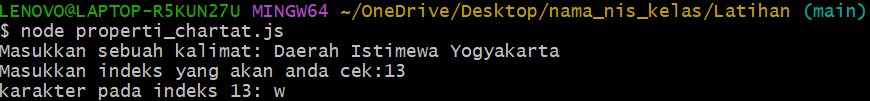 LENOVO@LAPTOP-R5KUN27U MINGW64 ~/OneDrive/Desktop/nama_nis_kelas/Latihan (main)
$ node properti_chartat.js
Masukkan sebuah kalimat: Daerah Istimewa Yogyakarta
Masukkan indeks yang akan anda cek:13
karakter pada indeks 13: w